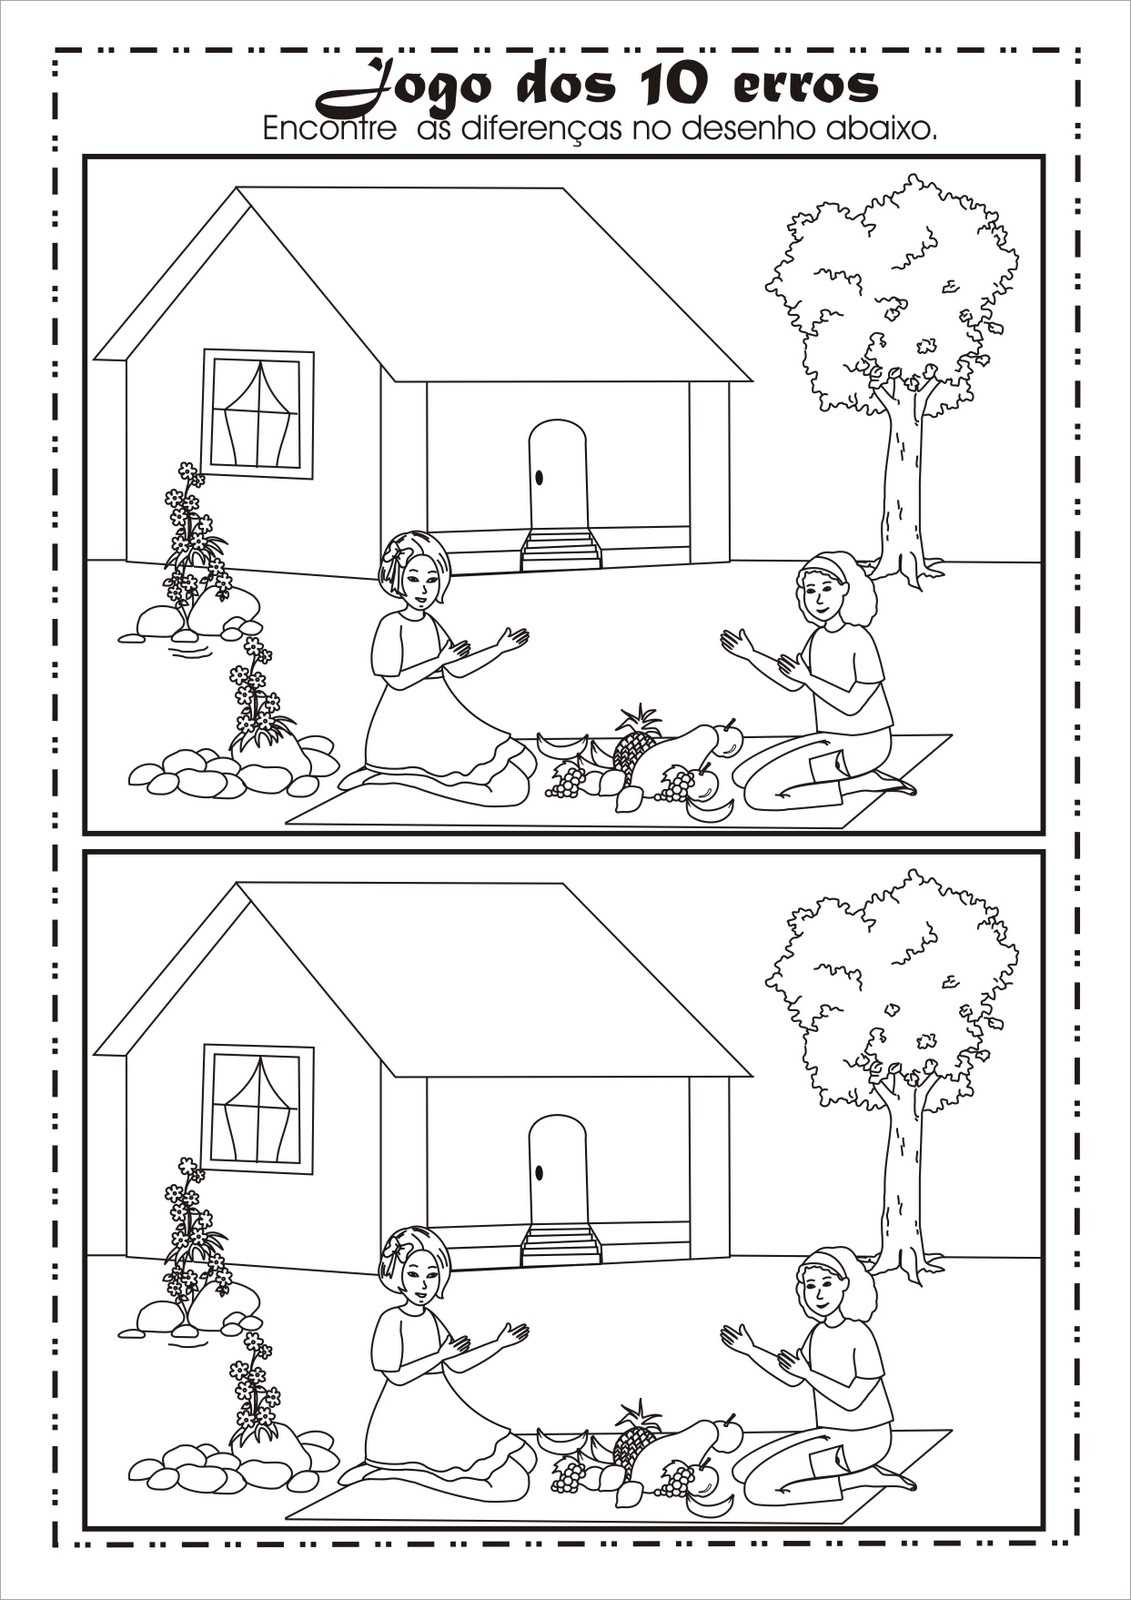 Jogo dos 10 erros
Encontre as diferenças no desenho abaixo.